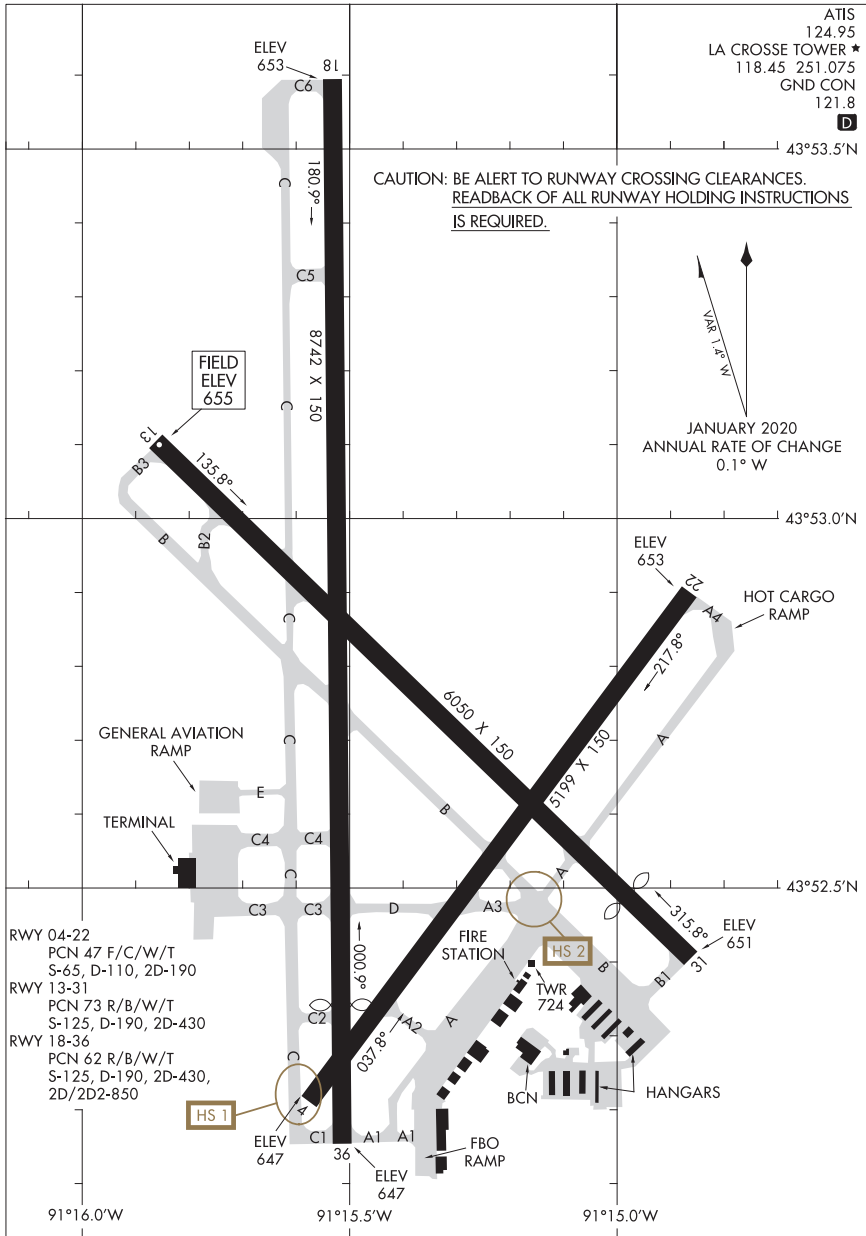 ATIS
124.95
LA CROSSE TOWER ★
118.45 251.075
GND CON
121.8
D
43°53.5'N
CAUTION: BE ALERT TO RUNWAY CROSSING CLEARANCES.
READBACK OF ALL RUNWAY HOLDING INSTRUCTIONS
IS REQUIRED.
VAR 1.4° W
JANUARY 2020
ANNUAL RATE OF CHANGE
0.1° W
ELEV
653
18
C6
C
180.9°
C5
8742 X 150
C
FIELD
ELEV
655
13
B3
135.8°
B
B2
43°53.0'N
ELEV
653
22
A4
HOT CARGO
RAMP
217.8°
C
6050 X 150
5199 X 150
A
GENERAL AVIATION
RAMP
C
E
B
TERMINAL
C4
C4
C
A
43°52.5'N
C3
C3
D
A3
315.8°
ELEV
651
31
HS 2
B
B1
RWY 04-22
PCN 47 F/C/W/T
S-65, D-110, 2D-190
RWY 13-31
PCN 73 R/B/W/T
S-125, D-190, 2D-430
RWY 18-36
PCN 62 R/B/W/T
S-125, D-190, 2D-430,
2D/2D2-850
000.9°
FIRE
STATION
TWR
724
C2
A2
A
037.8°
C
BCN
HANGARS
HS 1
4
ELEV
647
C1
36
A1
A1
FBO
RAMP
ELEV
647
91°16.0'W
91°15.5'W
91°15.0'W